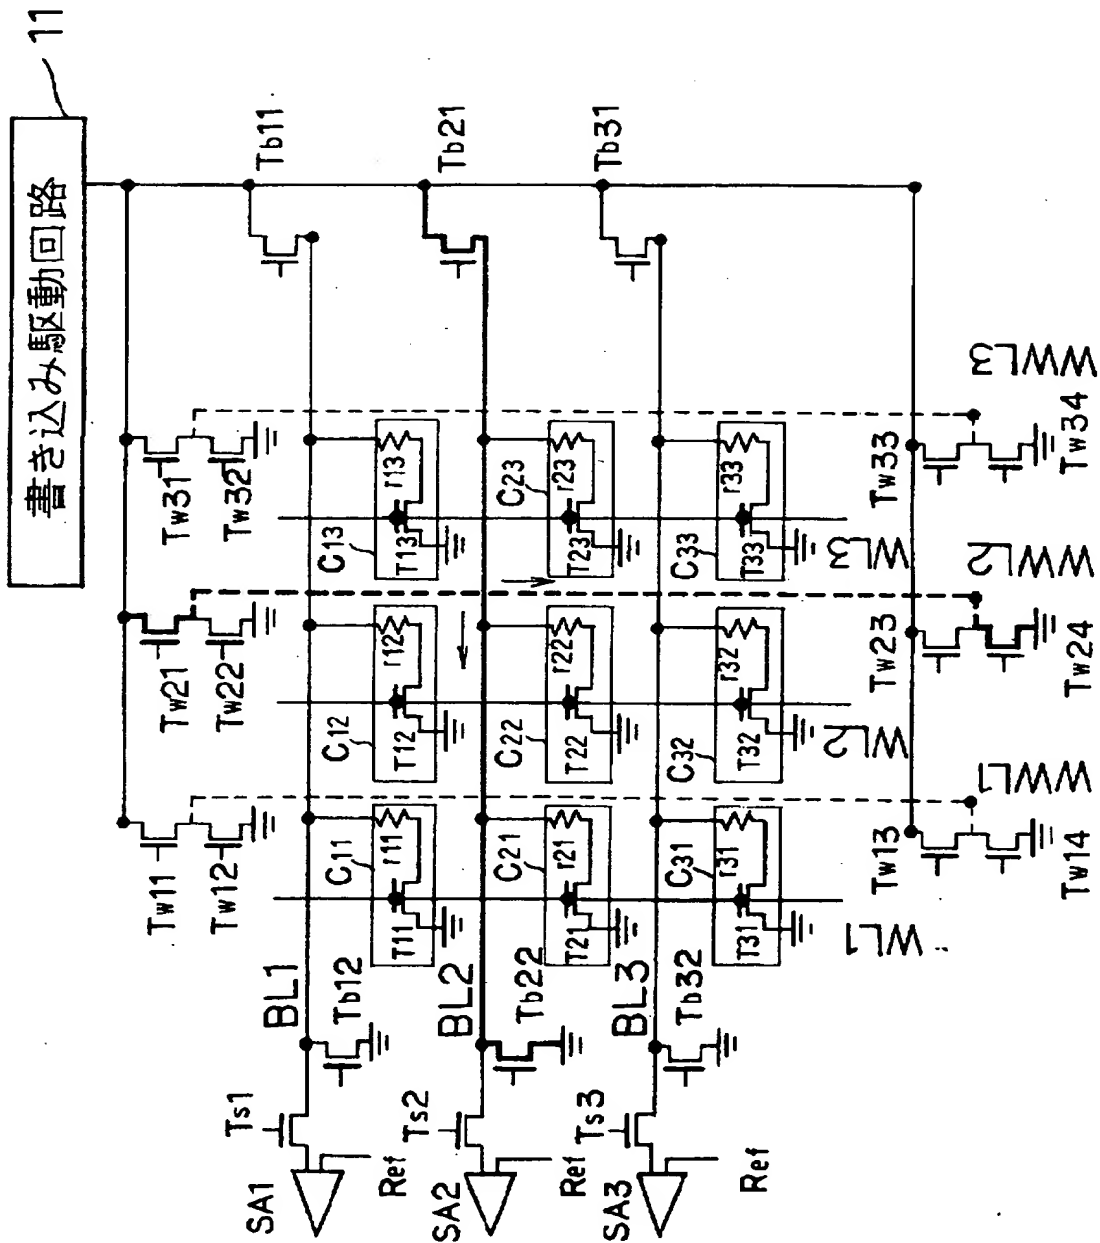 書き込み駆動回路
11
Tw11
Tw12
Tw21
Tw22
Tw31
Tw32
Tb11
Tb21
Tb31
BL1
BL2
BL3
Tb12
Tb22
Tb32
Ts1
Ts2
Ts3
SA1
SA2
SA3
Ref
Ref
Ref
C11
r11
T11
C12
r12
T12
C13
r13
T13
C21
r21
T21
C22
r22
T22
C23
r23
T23
C31
r31
T31
C32
r32
T32
C33
r33
T33
WL1
WL2
WL3
Tw13
Tw14
Tw23
Tw24
Tw33
Tw34
WWL1
WWL2
WWL3